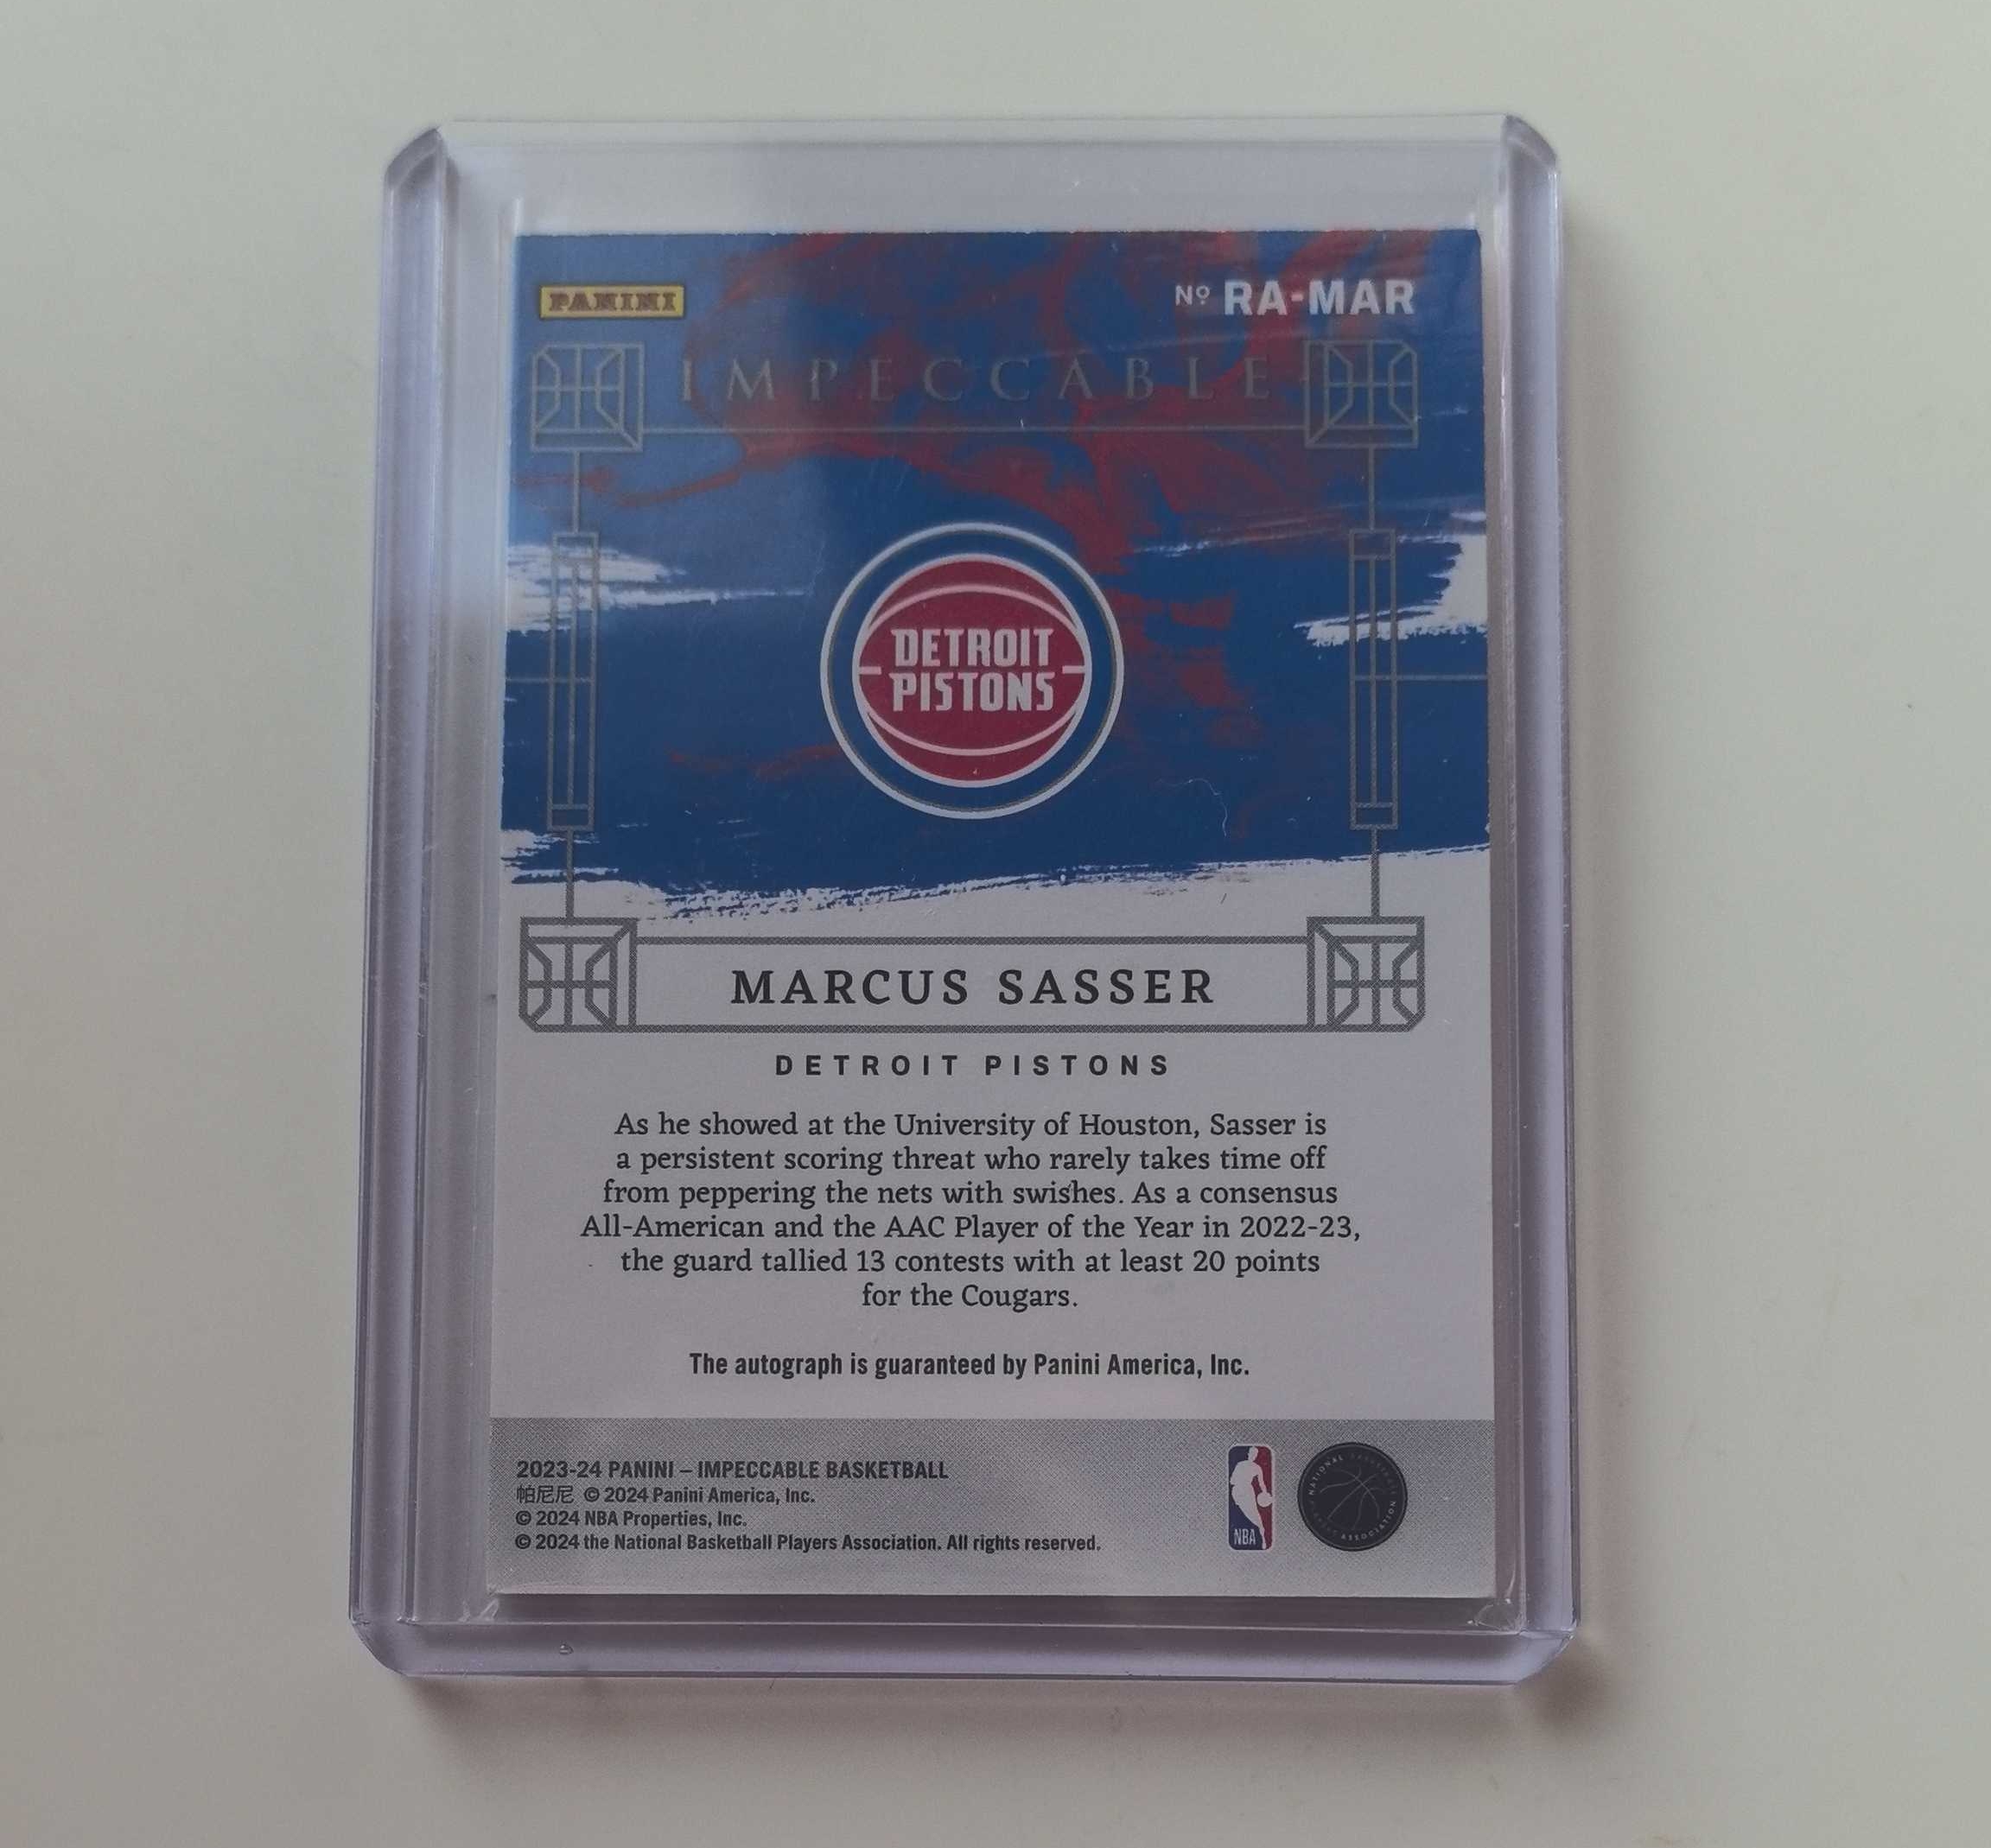 PANINI
Nº RA-MAR
IMPECCABLE
DETROIT
PISTONS
MARCUS SASSER
DETROIT PISTONS
As he showed at the University of Houston, Sasser is
a persistent scoring threat who rarely takes time off
from peppering the nets with swishes. As a consensus
All-American and the AAC Player of the Year in 2022-23,
the guard tallied 13 contests with at least 20 points
for the Cougars.
The autograph is guaranteed by Panini America, Inc.
2023-24 PANINI – IMPECCABLE BASKETBALL
帕尼尼 © 2024 Panini America, Inc.
© 2024 NBA Properties, Inc.
© 2024 the National Basketball Players Association. All rights reserved.
NBA
NATIONAL BASKETBALL
ASSOCIATION